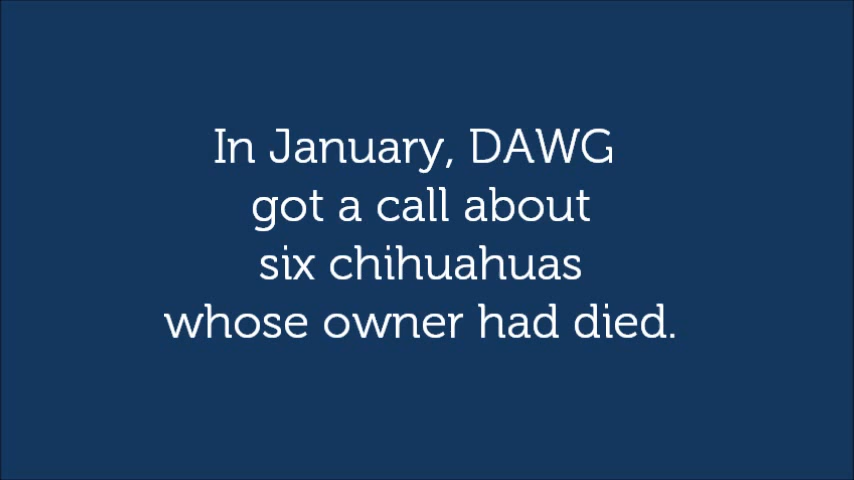 In January, DAWG
got a call about
six chihuahuas
whose owner had died.